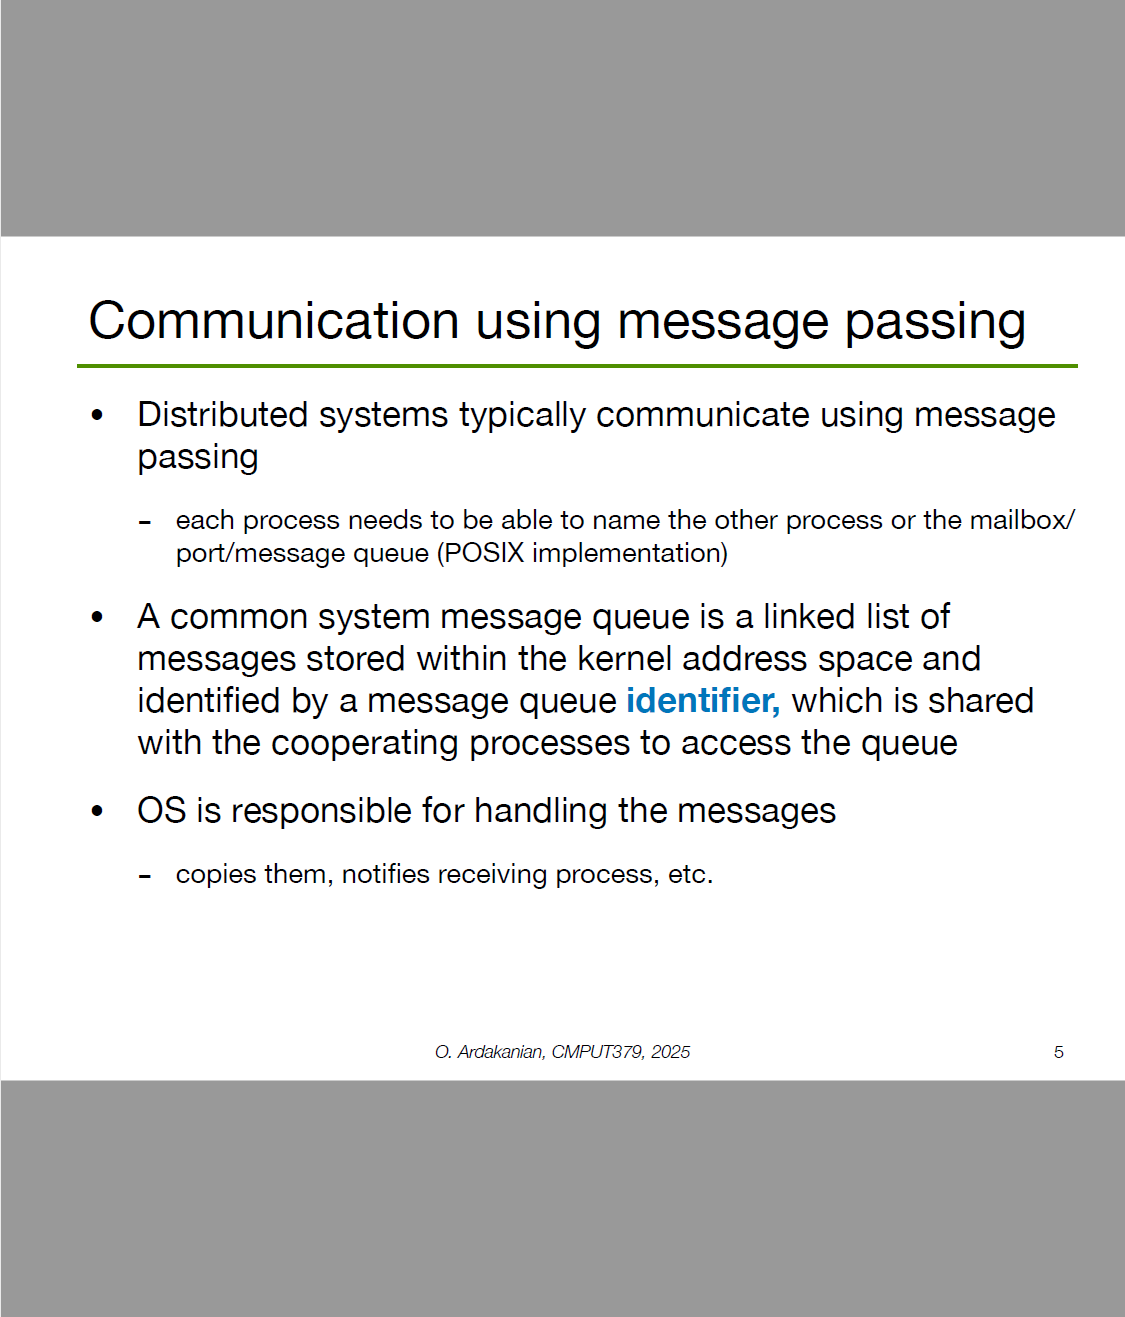 Communication using message passing
• Distributed systems typically communicate using message
passing
– each process needs to be able to name the other process or the mailbox/
port/message queue (POSIX implementation)
• A common system message queue is a linked list of
messages stored within the kernel address space and
identified by a message queue identifier, which is shared
with the cooperating processes to access the queue
• OS is responsible for handling the messages
– copies them, notifies receiving process, etc.
O. Ardakanian, CMPUT379, 2025
5